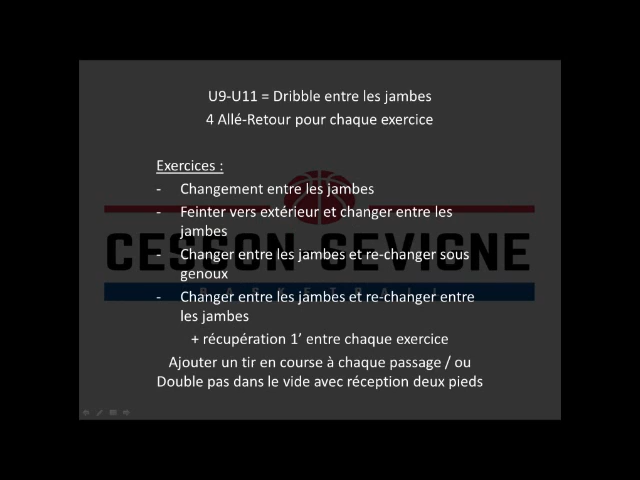 U9-U11 = Dribble entre les jambes
4 Allé-Retour pour chaque exercice
Exercices :
- Changement entre les jambes
- Feinter vers extérieur et changer entre les
jambes
- Changer entre les jambes et re-changer sous
genoux
- Changer entre les jambes et re-changer entre
les jambes
+ récupération 1’ entre chaque exercice
Ajouter un tir en course à chaque passage / ou
Double pas dans le vide avec réception deux pieds
CESSON-SEVIGNE
BASKETBALL